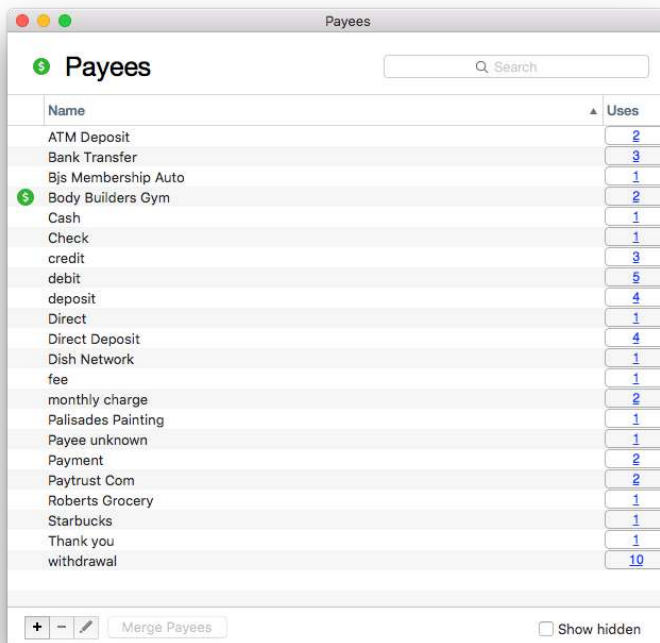 Payees
$ Payees
Search
Name Uses
ATM Deposit 2
Bank Transfer 3
Bjs Membership Auto 1
$ Body Builders Gym 2
Cash 1
Check 1
credit 3
debit 5
deposit 4
Direct 1
Direct Deposit 4
Dish Network 1
fee 1
monthly charge 2
Palisades Painting 1
Payee unknown 1
Payment 2
Paytrust Com 2
Roberts Grocery 1
Starbucks 1
Thank you 1
withdrawal 10
+ − Merge Payees Show hidden